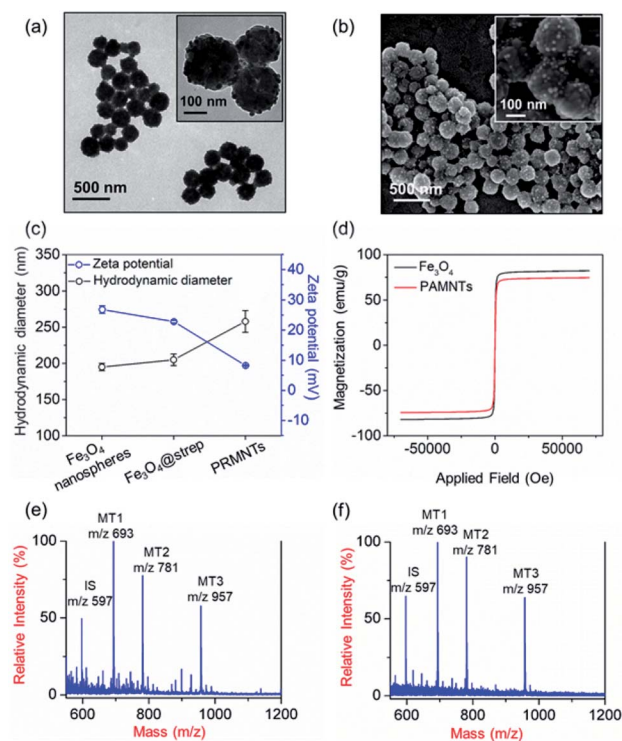 (a)
100 nm
500 nm
(b)
100 nm
500 nm
(c)
Zeta potential
Hydrodynamic diameter
Hydrodynamic diameter (nm)
350
300
250
200
150
100
Zeta potential (mV)
40
30
20
10
0
-10
Fe₃O₄
nanospheres
Fe₃O₄@strep
PRMNTs
(d)
Fe₃O₄
PAMNTs
Magnetization (emu/g)
100
50
0
-50
-100
-50000 0 50000
Applied Field (Oe)
(e)
MT1
m/z 693
MT2
m/z 781
MT3
m/z 957
IS
m/z 597
Relative Intensity (%)
100
50
0
600 800 1000 1200
Mass (m/z)
(f)
MT1
m/z 693
MT2
m/z 781
MT3
m/z 957
IS
m/z 597
Relative Intensity (%)
100
50
0
600 800 1000 1200
Mass (m/z)